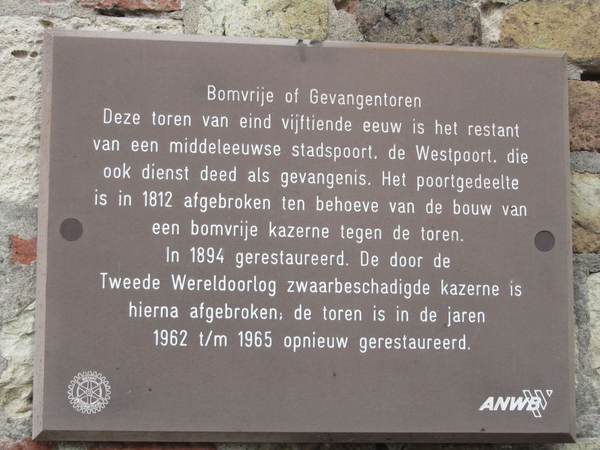 Bomvrije of Gevangentoren
Deze toren van eind vijftiende eeuw is het restant
van een middeleeuwse stadspoort, de Westpoort, die
ook dienst deed als gevangenis. Het poortgedeelte
is in 1812 afgebroken ten behoeve van de bouw van
een bomvrije kazerne tegen de toren.
In 1894 gerestaureerd. De door de
Tweede Wereldoorlog zwaarbeschadigde kazerne is
hierna afgebroken; de toren is in de jaren
1962 t/m 1965 opnieuw gerestaureerd.
ANWB